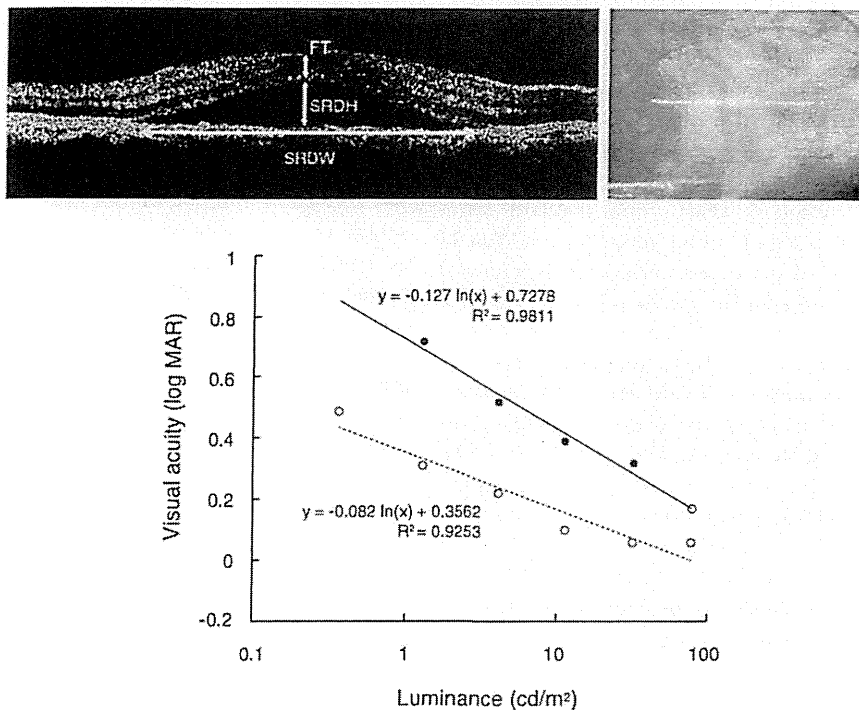 FT
SRDH
SRDW
1
0.8
0.6
0.4
0.2
0
-0.2
0.1
1
10
100
y = -0.127 ln(x) + 0.7278
R² = 0.9811
y = -0.082 ln(x) + 0.3562
R² = 0.9253
Visual acuity (log MAR)
Luminance (cd/m²)